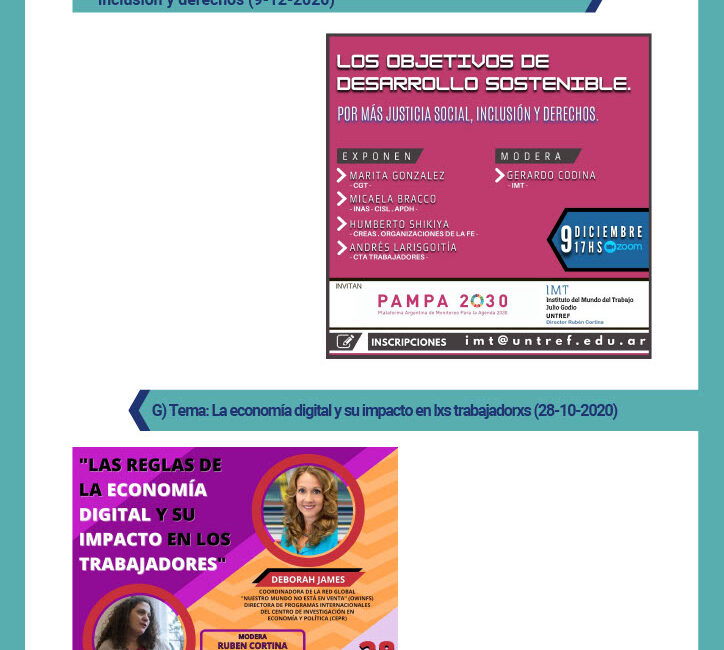 inclusión y derechos (9-12-2020)
LOS OBJETIVOS DE
DESARROLLO SOSTENIBLE.
POR MÁS JUSTICIA SOCIAL, INCLUSIÓN Y DERECHOS.
EXPONEN
MARITA GONZALEZ
- CGT -
MICAELA BRACCO
- INAS - CISL . APDH -
HUMBERTO SHIKIYA
- CREAS . ORGANIZACIONES DE LA FE -
ANDRÉS LARISGOITÍA
- CTA TRABAJADORES -
MODERA
GERARDO CODINA
- IMT -
9 DICIEMBRE
17HS zoom
INVITAN
PAMPA 2030
Plataforma Argentina de Monitoreo Para la Agenda 2030
IMT
Instituto del Mundo del Trabajo
Julio Godio
UNTREF
Director Rubén Cortina
INSCRIPCIONES imt@untref.edu.ar
G) Tema: La economía digital y su impacto en lxs trabajadorxs (28-10-2020)
"LAS REGLAS DE
LA ECONOMÍA
DIGITAL Y SU
IMPACTO EN LOS
TRABAJADORES"
DEBORAH JAMES
COORDINADORA DE LA RED GLOBAL
"NUESTRO MUNDO NO ESTÁ EN VENTA" (OWINFS)
DIRECTORA DE PROGRAMAS INTERNACIONALES
DEL CENTRO DE INVESTIGACIÓN EN
ECONOMÍA Y POLÍTICA (CEPR)
MODERA
RUBEN CORTINA